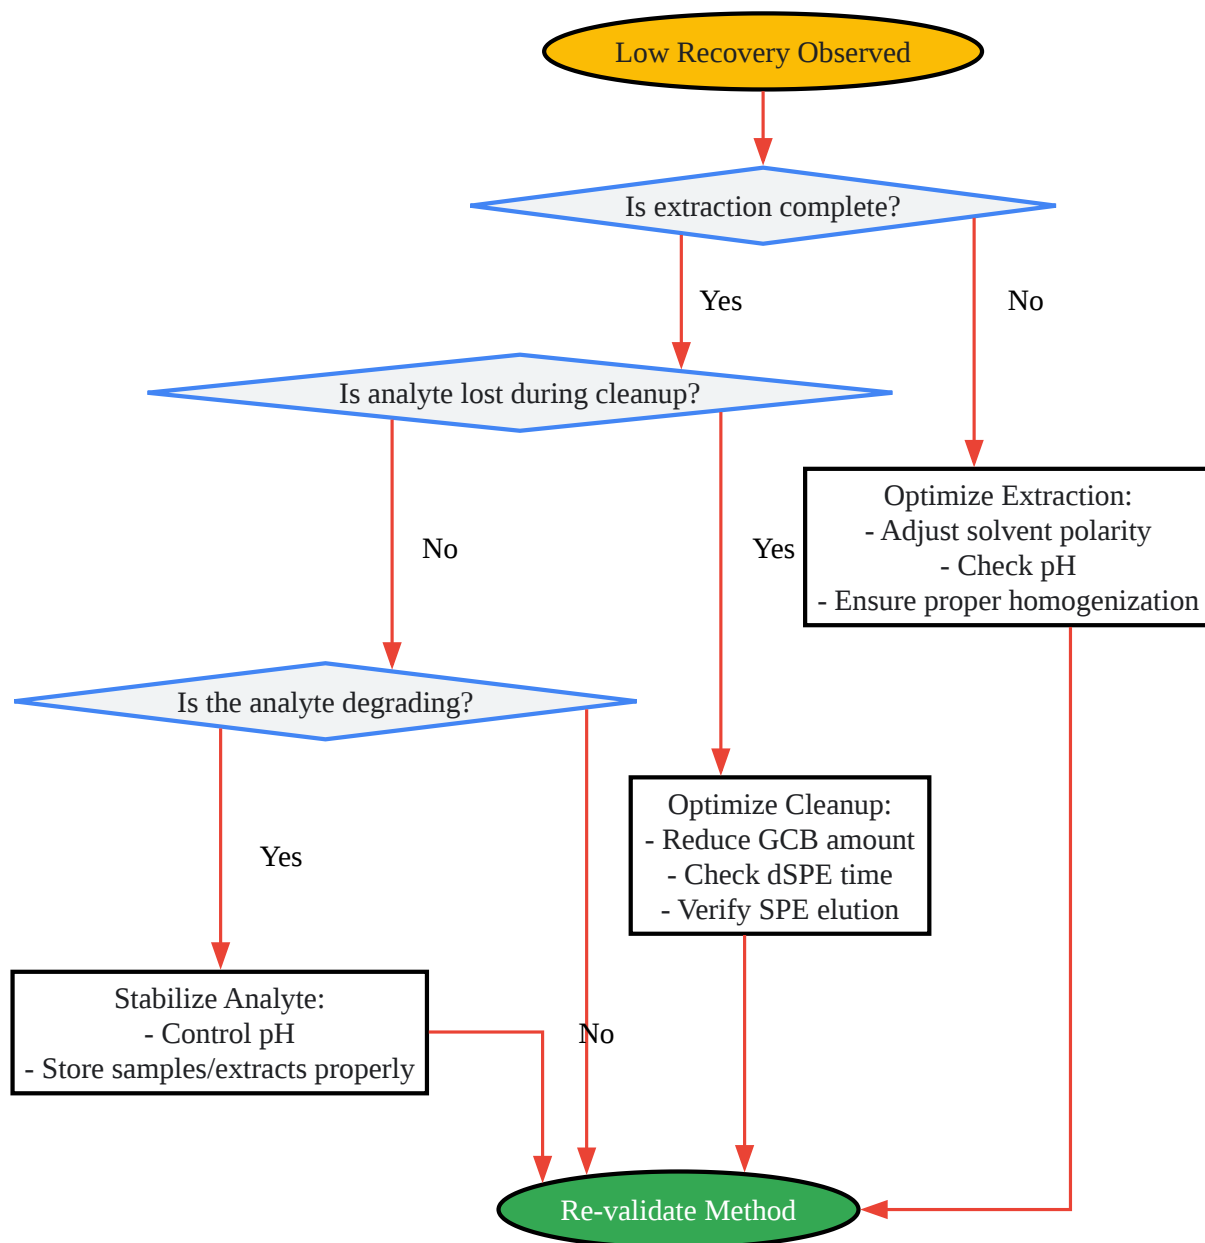 Low Recovery Observed
Is extraction complete?
Yes
No
Is analyte lost during cleanup?
Optimize Extraction:
- Adjust solvent polarity
- Check pH
- Ensure proper homogenization
No
Yes
Is the analyte degrading?
Optimize Cleanup:
- Reduce GCB amount
- Check dSPE time
- Verify SPE elution
Yes
Stabilize Analyte:
- Control pH
- Store samples/extracts properly
No
Re-validate Method